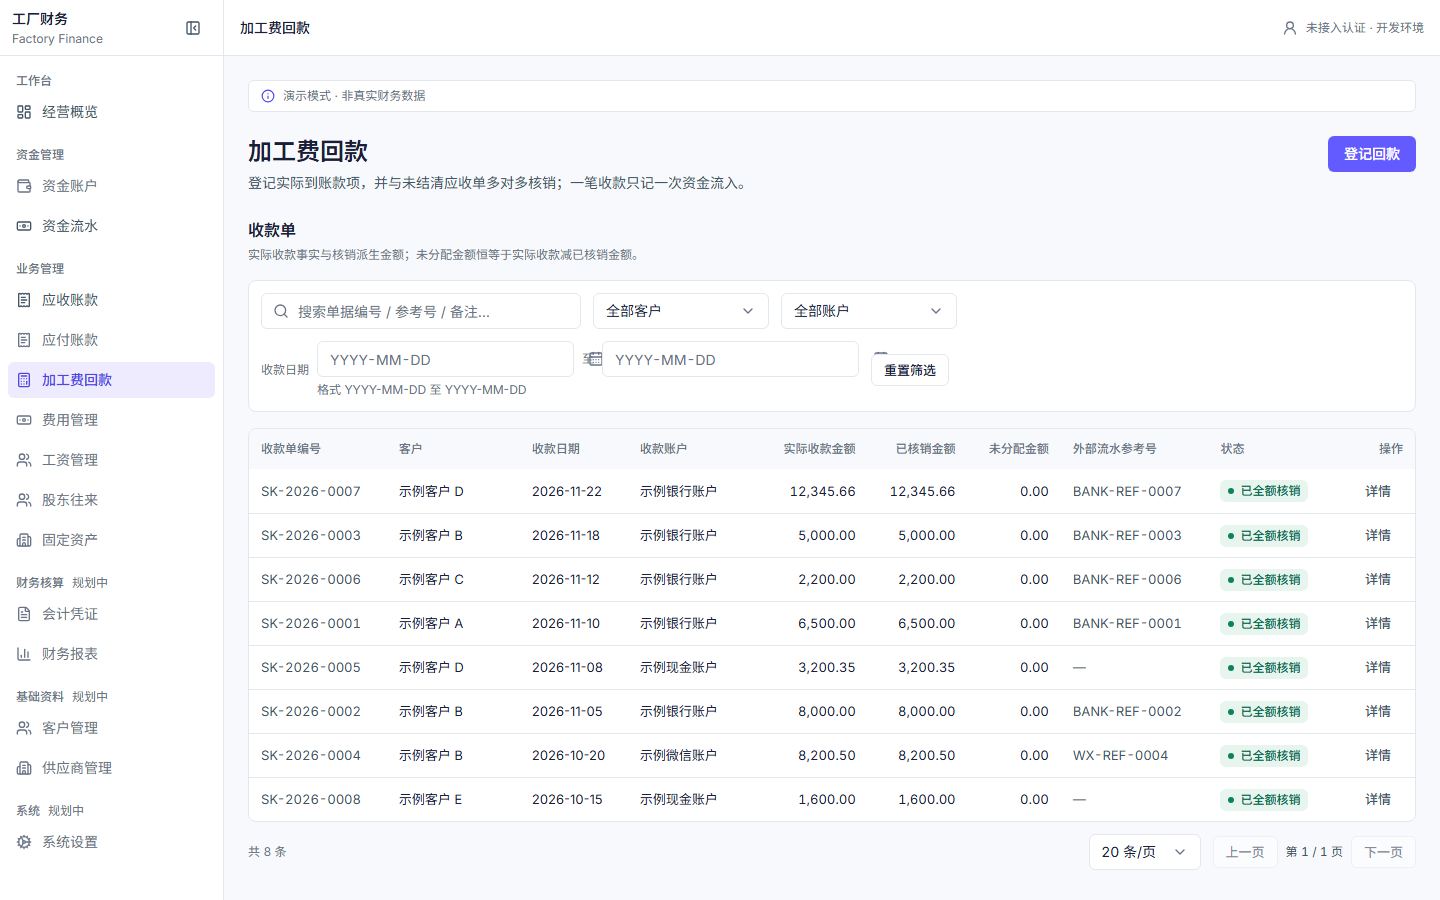 工厂财务
Factory Finance
工作台
经营概览
资金管理
资金账户
资金流水
业务管理
应收账款
应付账款
加工费回款
费用管理
工资管理
股东往来
固定资产
财务核算 规划中
会计凭证
财务报表
基础资料 规划中
客户管理
供应商管理
系统 规划中
系统设置
加工费回款
未接入认证 · 开发环境
演示模式 · 非真实财务数据
加工费回款
登记回款
登记实际到账款项，并与未结清应收单多对多核销；一笔收款只记一次资金流入。
收款单
实际收款事实与核销派生金额；未分配金额恒等于实际收款减已核销金额。
搜索单据编号 / 参考号 / 备注... 全部客户 全部账户
收款日期 YYYY-MM-DD 至 YYYY-MM-DD 重置筛选
格式 YYYY-MM-DD 至 YYYY-MM-DD
收款单编号 客户 收款日期 收款账户 实际收款金额 已核销金额 未分配金额 外部流水参考号 状态 操作
SK-2026-0007 示例客户 D 2026-11-22 示例银行账户 12,345.66 12,345.66 0.00 BANK-REF-0007 已全额核销 详情
SK-2026-0003 示例客户 B 2026-11-18 示例银行账户 5,000.00 5,000.00 0.00 BANK-REF-0003 已全额核销 详情
SK-2026-0006 示例客户 C 2026-11-12 示例银行账户 2,200.00 2,200.00 0.00 BANK-REF-0006 已全额核销 详情
SK-2026-0001 示例客户 A 2026-11-10 示例银行账户 6,500.00 6,500.00 0.00 BANK-REF-0001 已全额核销 详情
SK-2026-0005 示例客户 D 2026-11-08 示例现金账户 3,200.35 3,200.35 0.00 — 已全额核销 详情
SK-2026-0002 示例客户 B 2026-11-05 示例银行账户 8,000.00 8,000.00 0.00 BANK-REF-0002 已全额核销 详情
SK-2026-0004 示例客户 B 2026-10-20 示例微信账户 8,200.50 8,200.50 0.00 WX-REF-0004 已全额核销 详情
SK-2026-0008 示例客户 E 2026-10-15 示例现金账户 1,600.00 1,600.00 0.00 — 已全额核销 详情
共 8 条 20 条/页 上一页 第 1 / 1 页 下一页